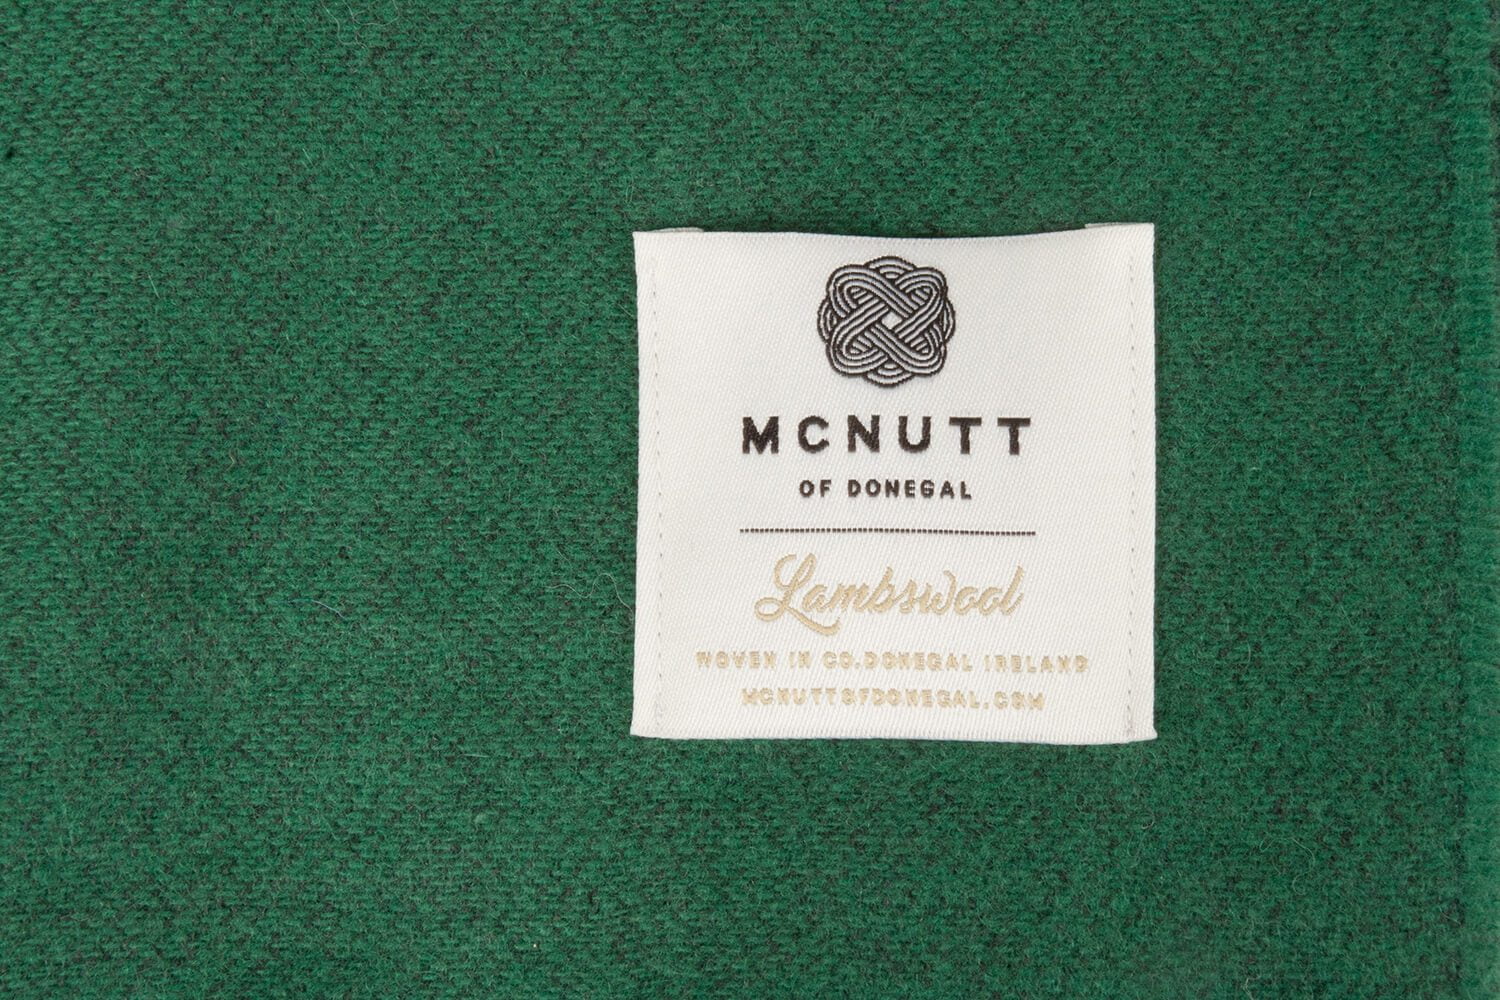 MCNUTT
OF DONEGAL
Lambswool
WOVEN IN CO.DONEGAL IRELAND
MCNUTTOFDONEGAL.COM